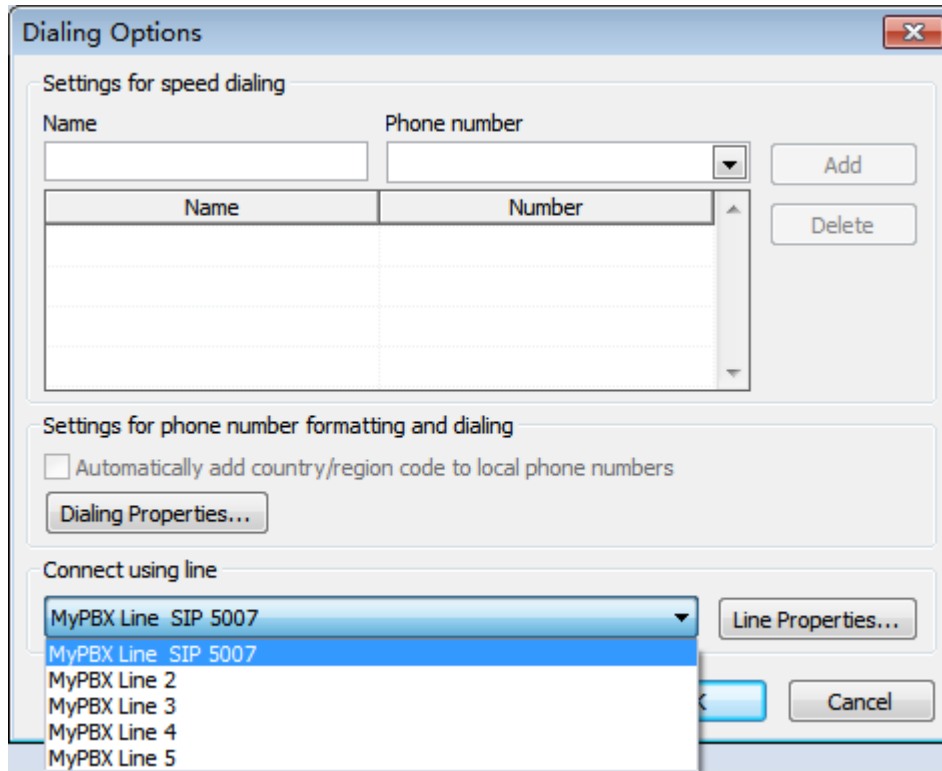 Dialing Options
Settings for speed dialing
Name
Phone number
Add
Name
Number
Delete
Settings for phone number formatting and dialing
Automatically add country/region code to local phone numbers
Dialing Properties...
Connect using line
MyPBX Line  SIP 5007
Line Properties...
MyPBX Line  SIP 5007
MyPBX Line 2
MyPBX Line 3
MyPBX Line 4
MyPBX Line 5
Cancel